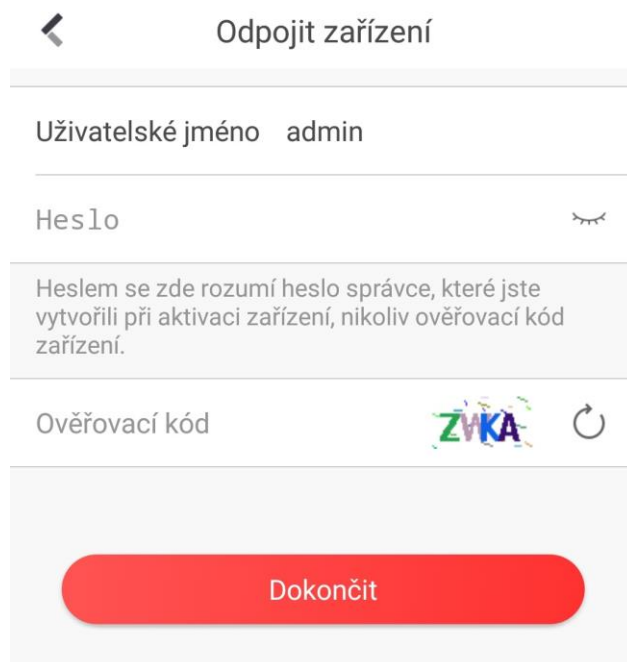 Odpojit zařízení
Uživatelské jméno admin
Heslo
Heslem se zde rozumí heslo správce, které jste
vytvořili při aktivaci zařízení, nikoliv ověřovací kód
zařízení.
Ověřovací kód ZWKA
Dokončit